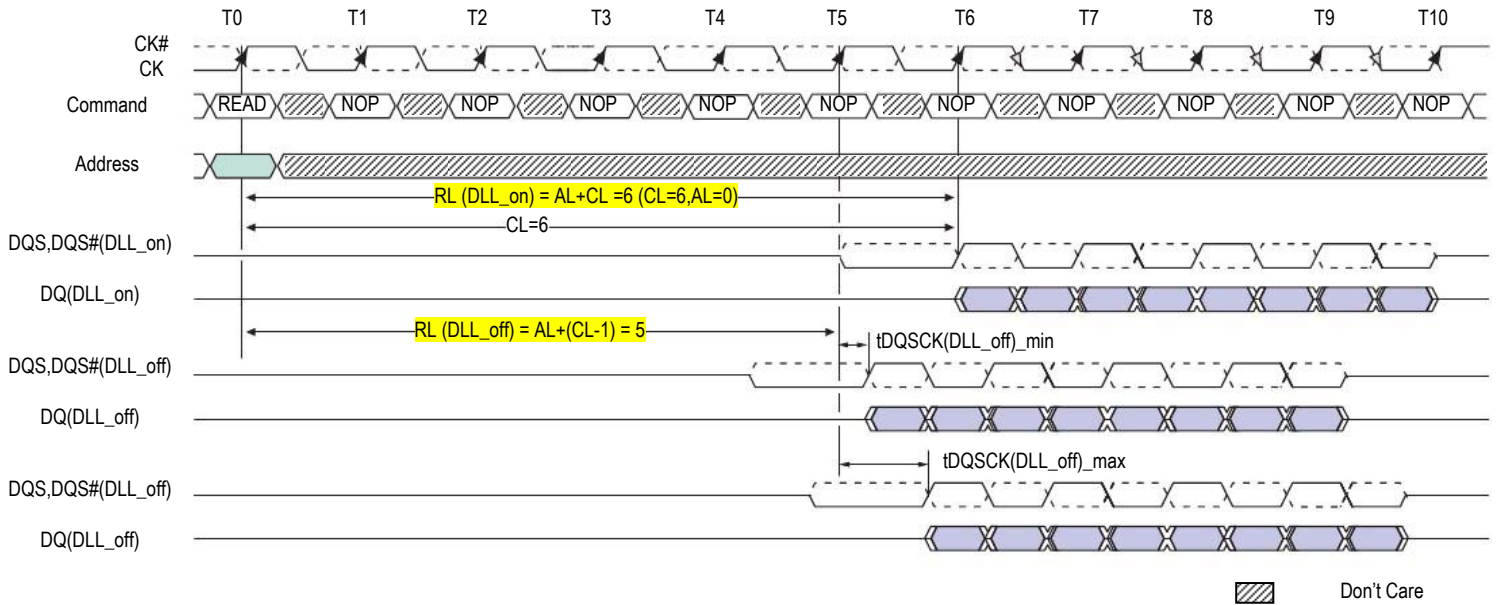 T0 T1 T2 T3 T4 T5 T6 T7 T8 T9 T10
CK#
CK
Command READ NOP NOP NOP NOP NOP NOP NOP NOP NOP NOP
Address
RL (DLL_on) = AL+CL =6 (CL=6,AL=0)
CL=6
DQS,DQS#(DLL_on)
DQ(DLL_on)
RL (DLL_off) = AL+(CL-1) = 5
tDQSCK(DLL_off)_min
DQS,DQS#(DLL_off)
DQ(DLL_off)
tDQSCK(DLL_off)_max
DQS,DQS#(DLL_off)
DQ(DLL_off)
Don't Care